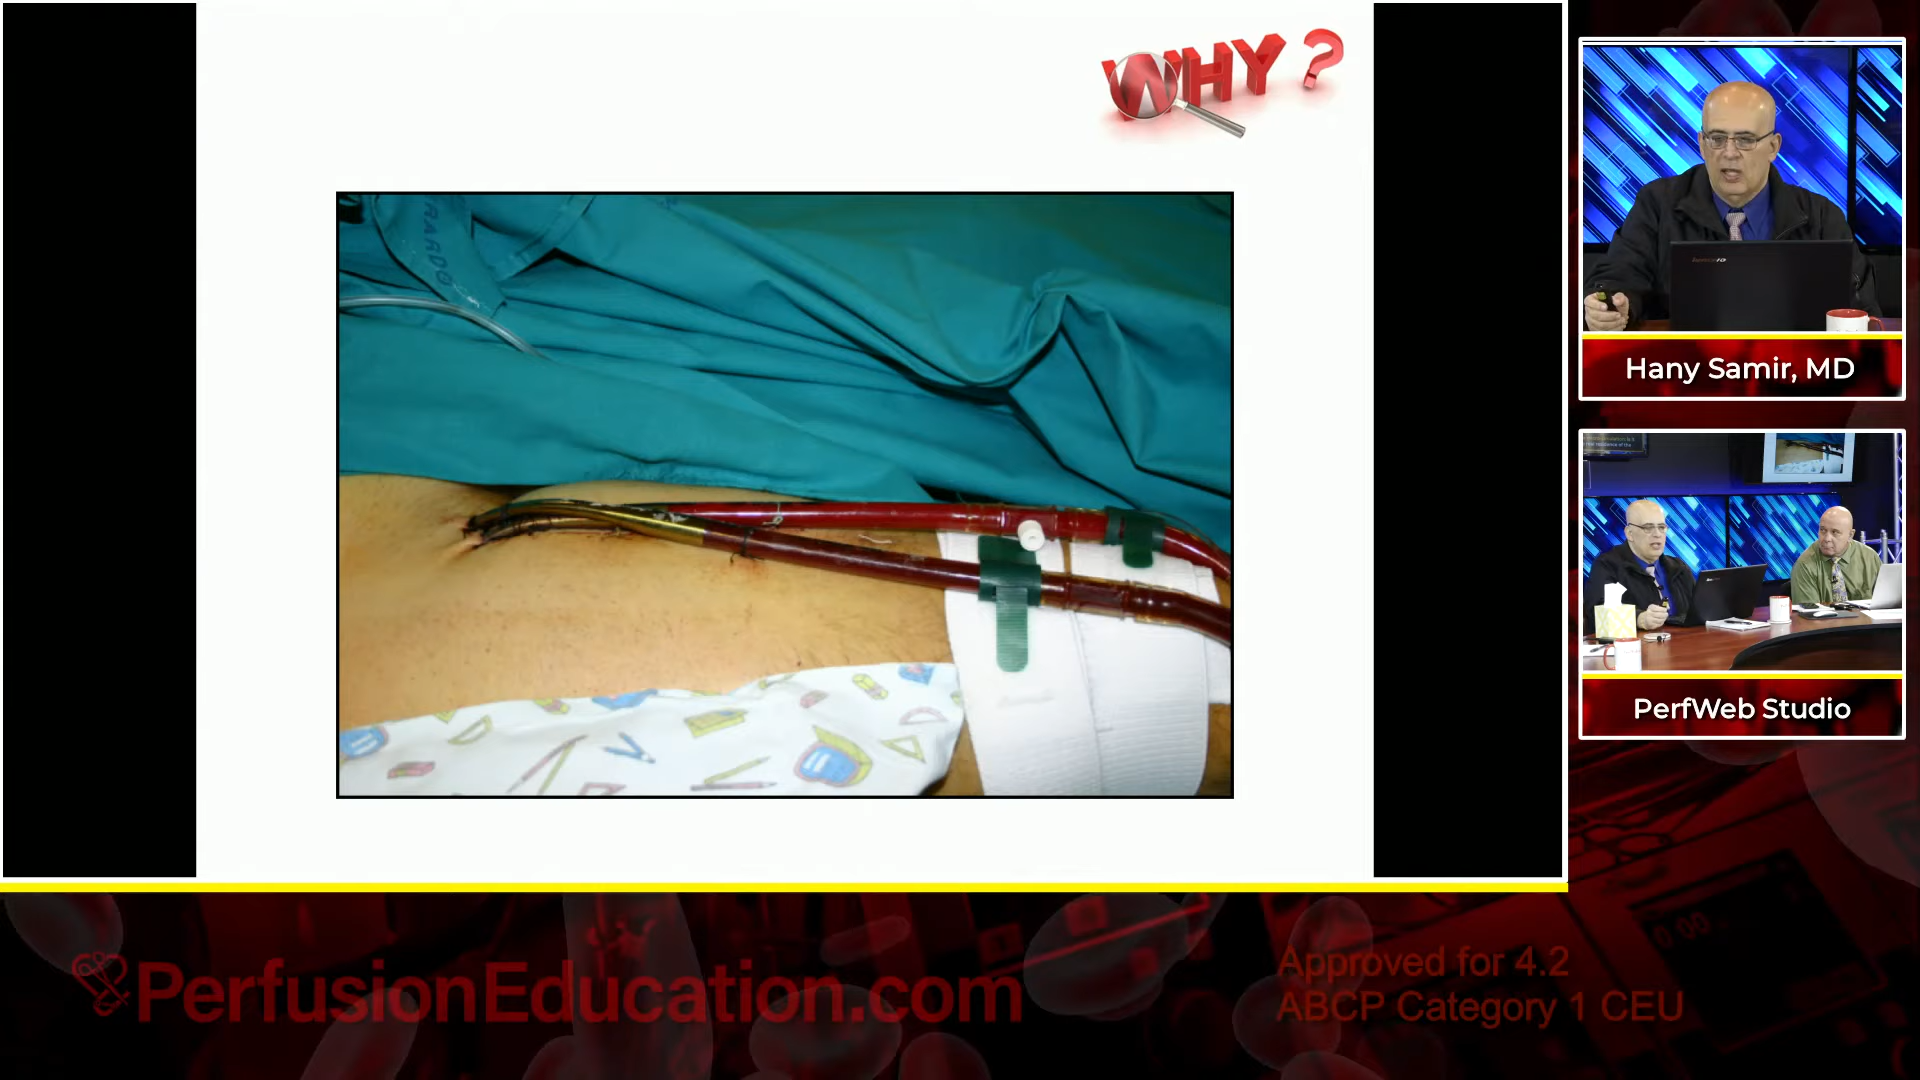 WHY ?
Hany Samir, MD
PerfWeb Studio
PerfusionEducation.com
Approved for 4.2
ABCP Category 1 CEU